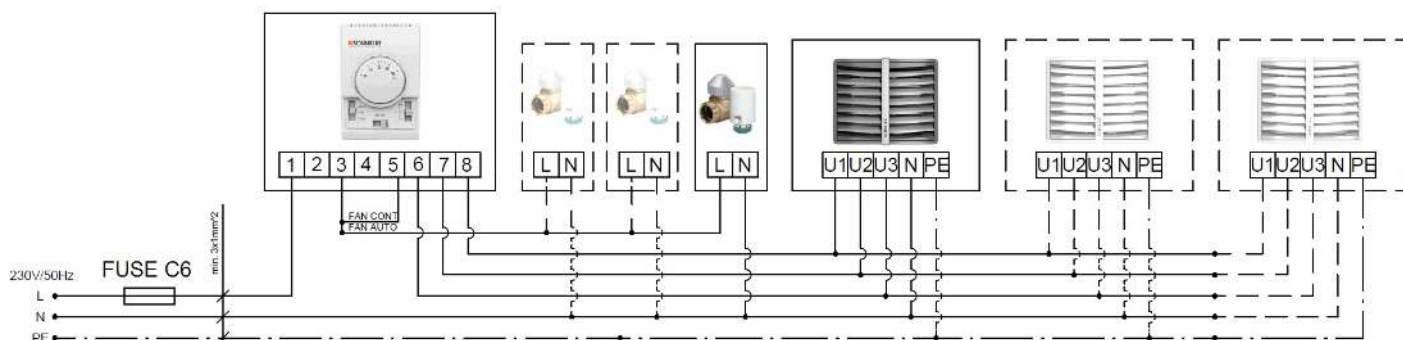 1 2 3 4 5 6 7 8
L N
L N
L N
U1 U2 U3 N PE
U1 U2 U3 N PE
U1 U2 U3 N PE
FAN CONT
FAN AUTO
min. 3x1mm^2
230V/50Hz
FUSE C6
L
N
PE